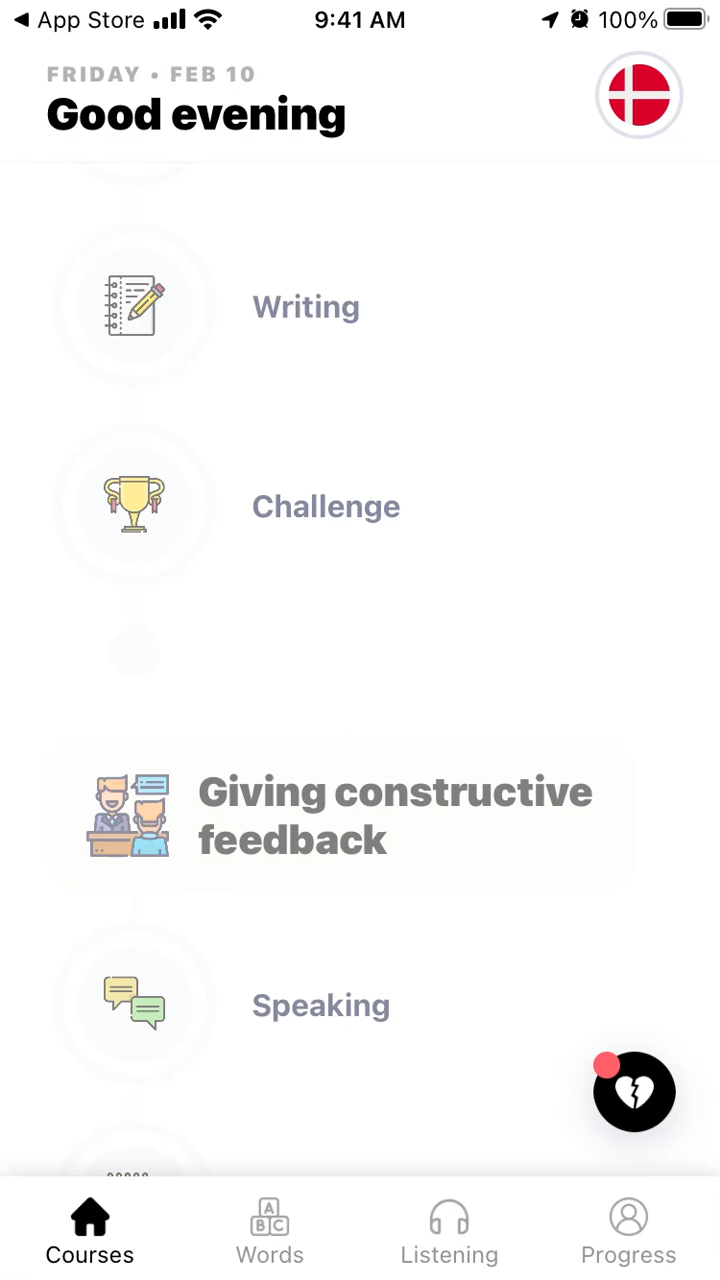 App Store
9:41 AM
100%
FRIDAY • FEB 10
Good evening
Writing
Challenge
Giving constructive
feedback
Speaking
A
B C
Courses
Words
Listening
Progress